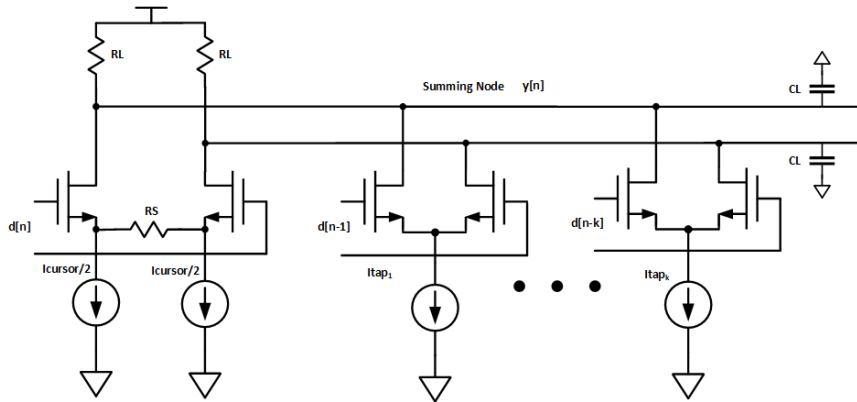 RL
RL
Summing Node y[n]
CL
CL
d[n]
RS
d[n-1]
d[n-k]
Icursor/2
Icursor/2
Itap₁
Itapₖ